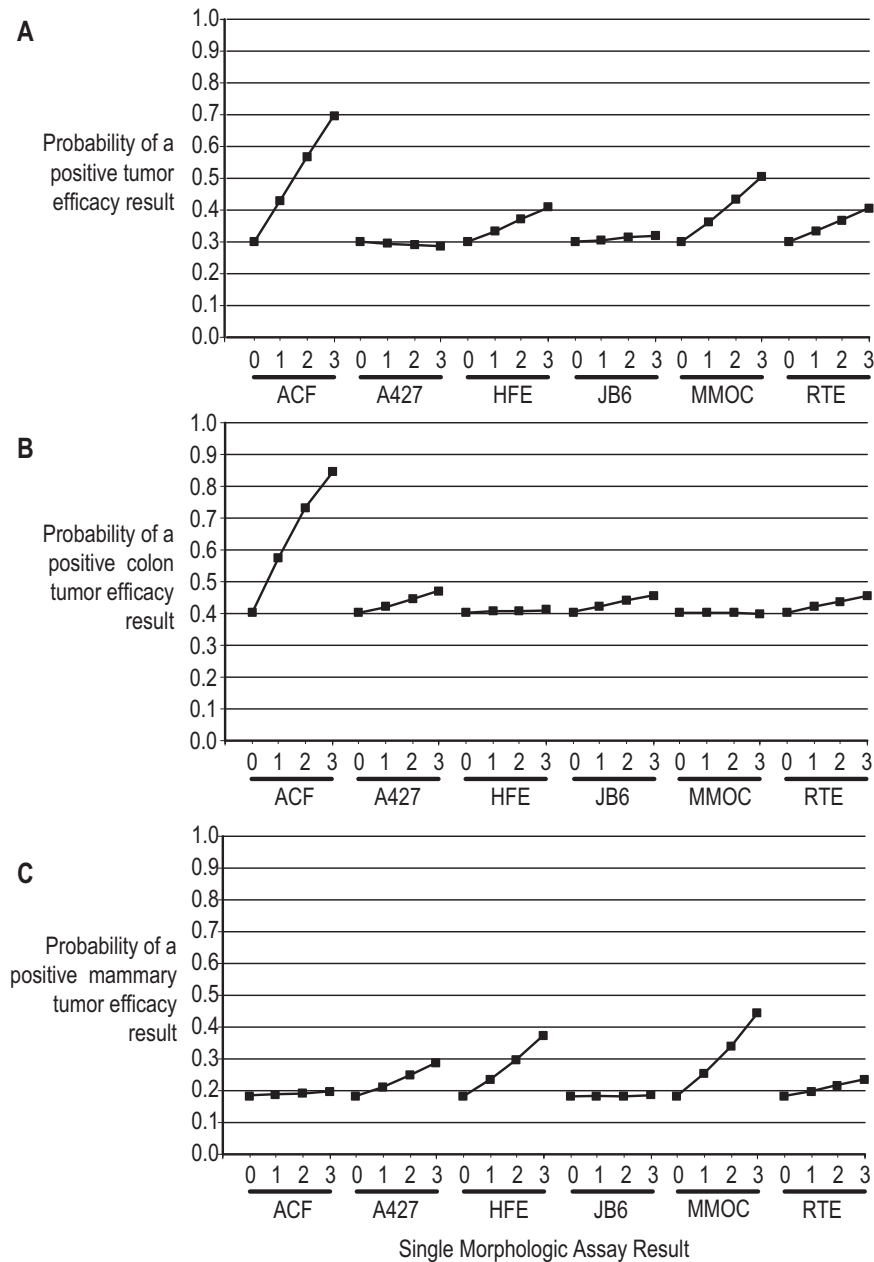 A
1.0
0.9
0.8
0.7
0.6
0.5
0.4
0.3
0.2
0.1
0.0
Probability of a
positive tumor
efficacy result
0 1 2 3 0 1 2 3 0 1 2 3 0 1 2 3 0 1 2 3 0 1 2 3
ACF A427 HFE JB6 MMOC RTE
B
1.0
0.9
0.8
0.7
0.6
0.5
0.4
0.3
0.2
0.1
0.0
Probability of a
positive colon
tumor efficacy
result
0 1 2 3 0 1 2 3 0 1 2 3 0 1 2 3 0 1 2 3 0 1 2 3
ACF A427 HFE JB6 MMOC RTE
C
1.0
0.9
0.8
0.7
0.6
0.5
0.4
0.3
0.2
0.1
0.0
Probability of a
positive mammary
tumor efficacy
result
0 1 2 3 0 1 2 3 0 1 2 3 0 1 2 3 0 1 2 3 0 1 2 3
ACF A427 HFE JB6 MMOC RTE
Single Morphologic Assay Result